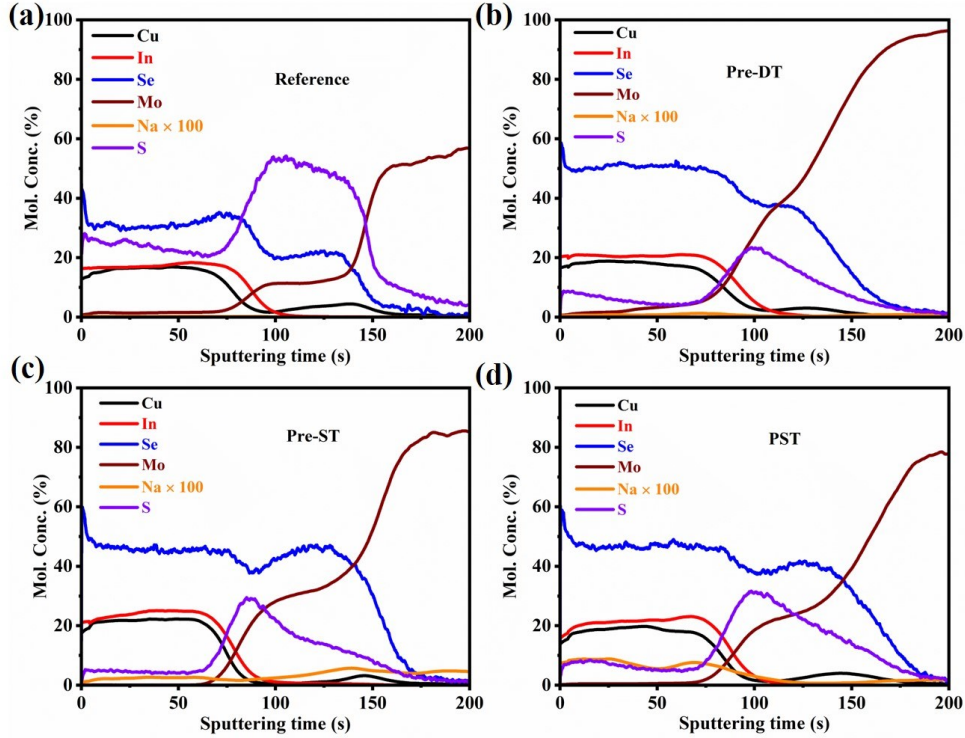 (a)
Mol. Conc. (%)
100
80
60
40
20
0
Cu
In
Se
Mo
Na × 100
S
Reference
0
50
100
150
200
Sputtering time (s)
(b)
Mol. Conc. (%)
100
80
60
40
20
0
Cu
In
Se
Mo
Na × 100
S
Pre-DT
0
50
100
150
200
Sputtering time (s)
(c)
Mol. Conc. (%)
100
80
60
40
20
0
Cu
In
Se
Mo
Na × 100
S
Pre-ST
0
50
100
150
200
Sputtering time (s)
(d)
Mol. Conc. (%)
100
80
60
40
20
0
Cu
In
Se
Mo
Na × 100
S
PST
0
50
100
150
200
Sputtering time (s)